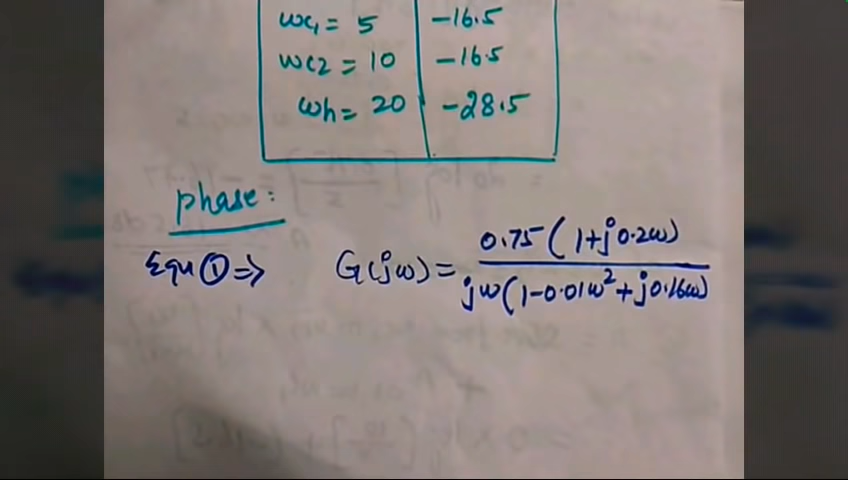 ωc₁ = 5 -16.5
ωc2 = 10 -16.5
ωh = 20 -28.5
phase:
Equ ① => G(jω) = 0.75 (1+j0.2ω) / jω(1-0.01ω²+j0.16ω)